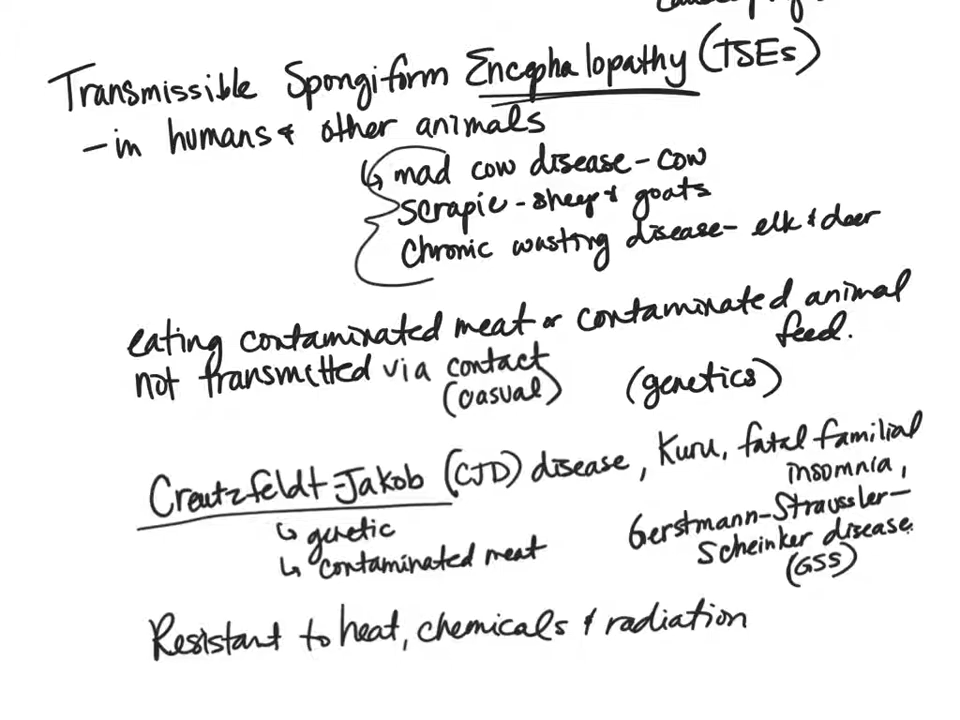 Transmissible Spongiform Encephalopathy (TSEs)
- in humans & other animals
↳ mad cow disease - cow
scrapie - sheep & goats
Chronic wasting disease - elk & deer
eating contaminated meat or contaminated animal
feed.
not transmitted via contact
(casual) (genetics)
Creutzfeldt-Jakob (CJD) disease, Kuru, fatal familial
insomnia,
↳ genetic
↳ contaminated meat
Gerstmann-Straussler-
Scheinker disease.
(GSS)
Resistant to heat, chemicals & radiation